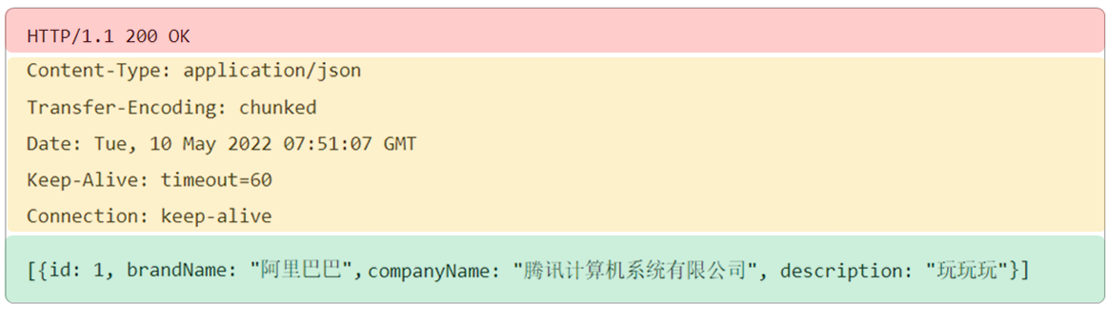 HTTP/1.1 200 OK
Content-Type: application/json
Transfer-Encoding: chunked
Date: Tue, 10 May 2022 07:51:07 GMT
Keep-Alive: timeout=60
Connection: keep-alive
[{id: 1, brandName: "阿里巴巴", companyName: "腾讯计算机系统有限公司", description: "玩玩玩"}]